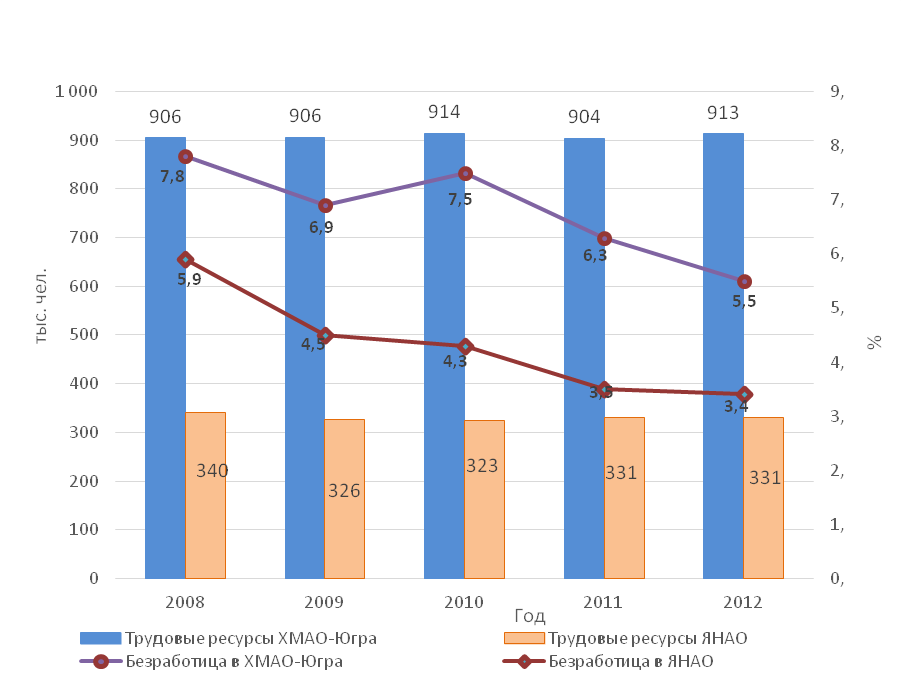 1 000
900
800
700
600
500
400
300
200
100
0
тыс. чел.
9,
8,
7,
6,
5,
4,
3,
2,
1,
0,
%
906 906 914 904 913
7,8 6,9 7,5 6,3 5,5
5,9 4,5 4,3 3,5 3,4
340 326 323 331 331
2008 2009 2010 2011 2012
Год
Трудовые ресурсы ХМАО-Югра Трудовые ресурсы ЯНАО
Безработица в ХМАО-Югра Безработица в ЯНАО